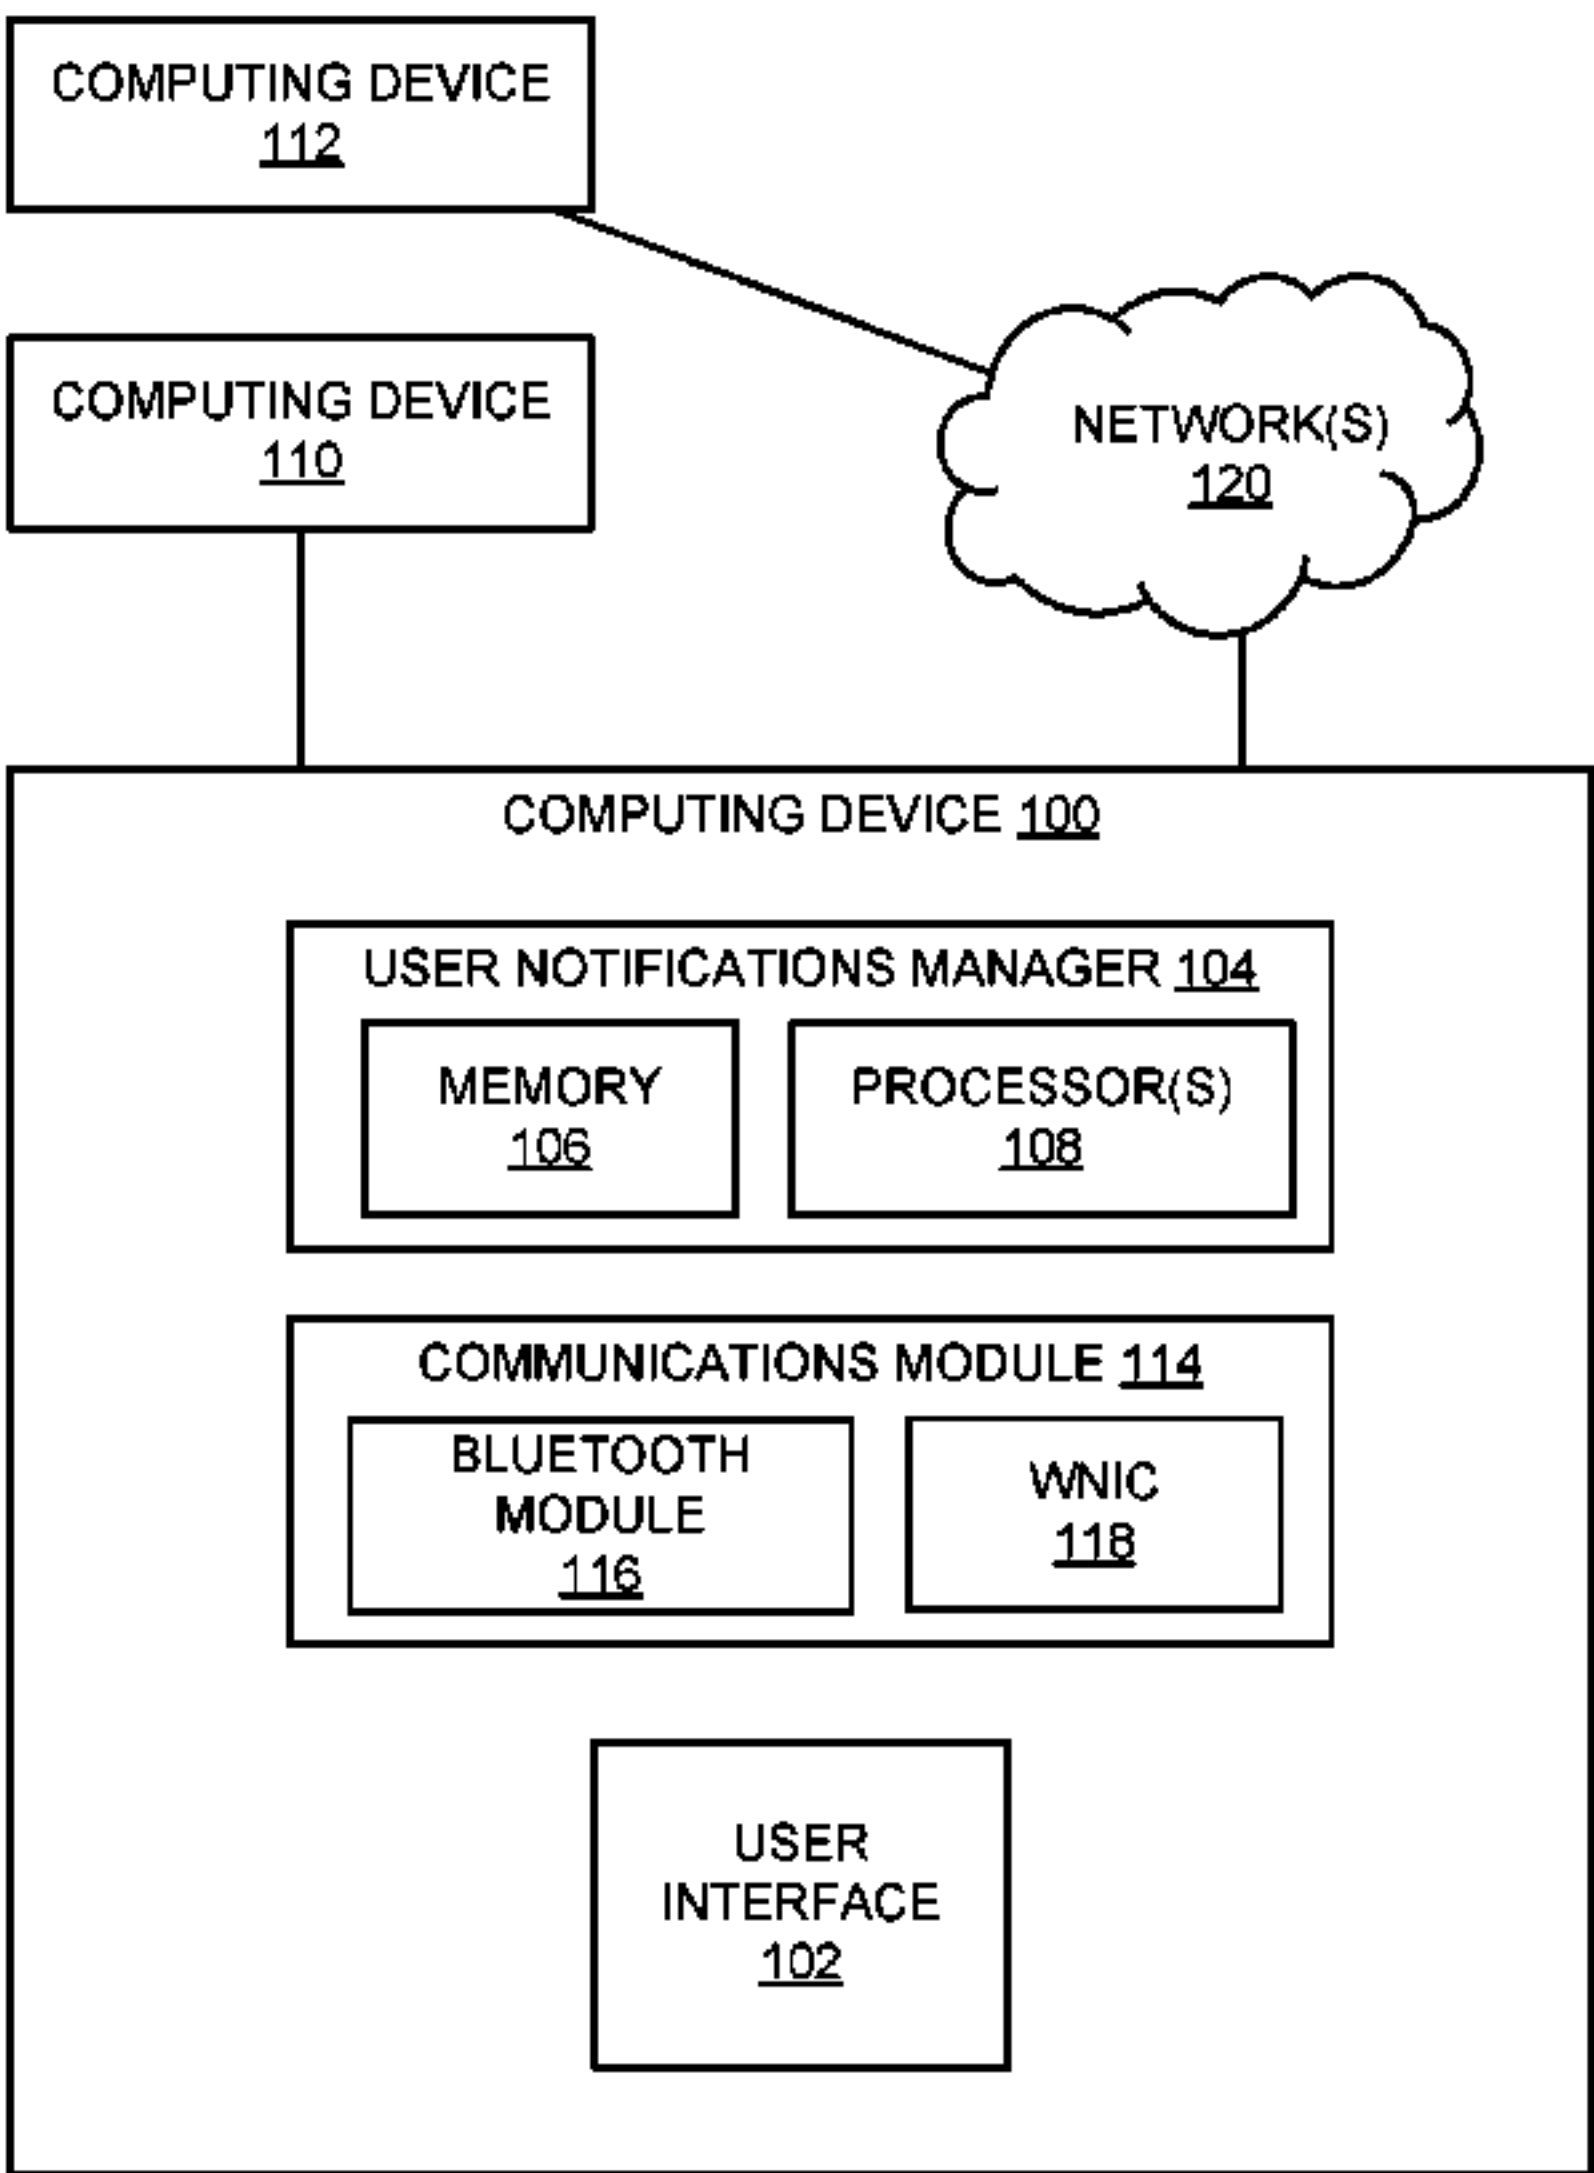 COMPUTING DEVICE
112
COMPUTING DEVICE
110
NETWORK(S)
120
COMPUTING DEVICE 100
USER NOTIFICATIONS MANAGER 104
MEMORY
106
PROCESSOR(S)
108
COMMUNICATIONS MODULE 114
BLUETOOTH
MODULE
116
WNIC
118
USER
INTERFACE
102